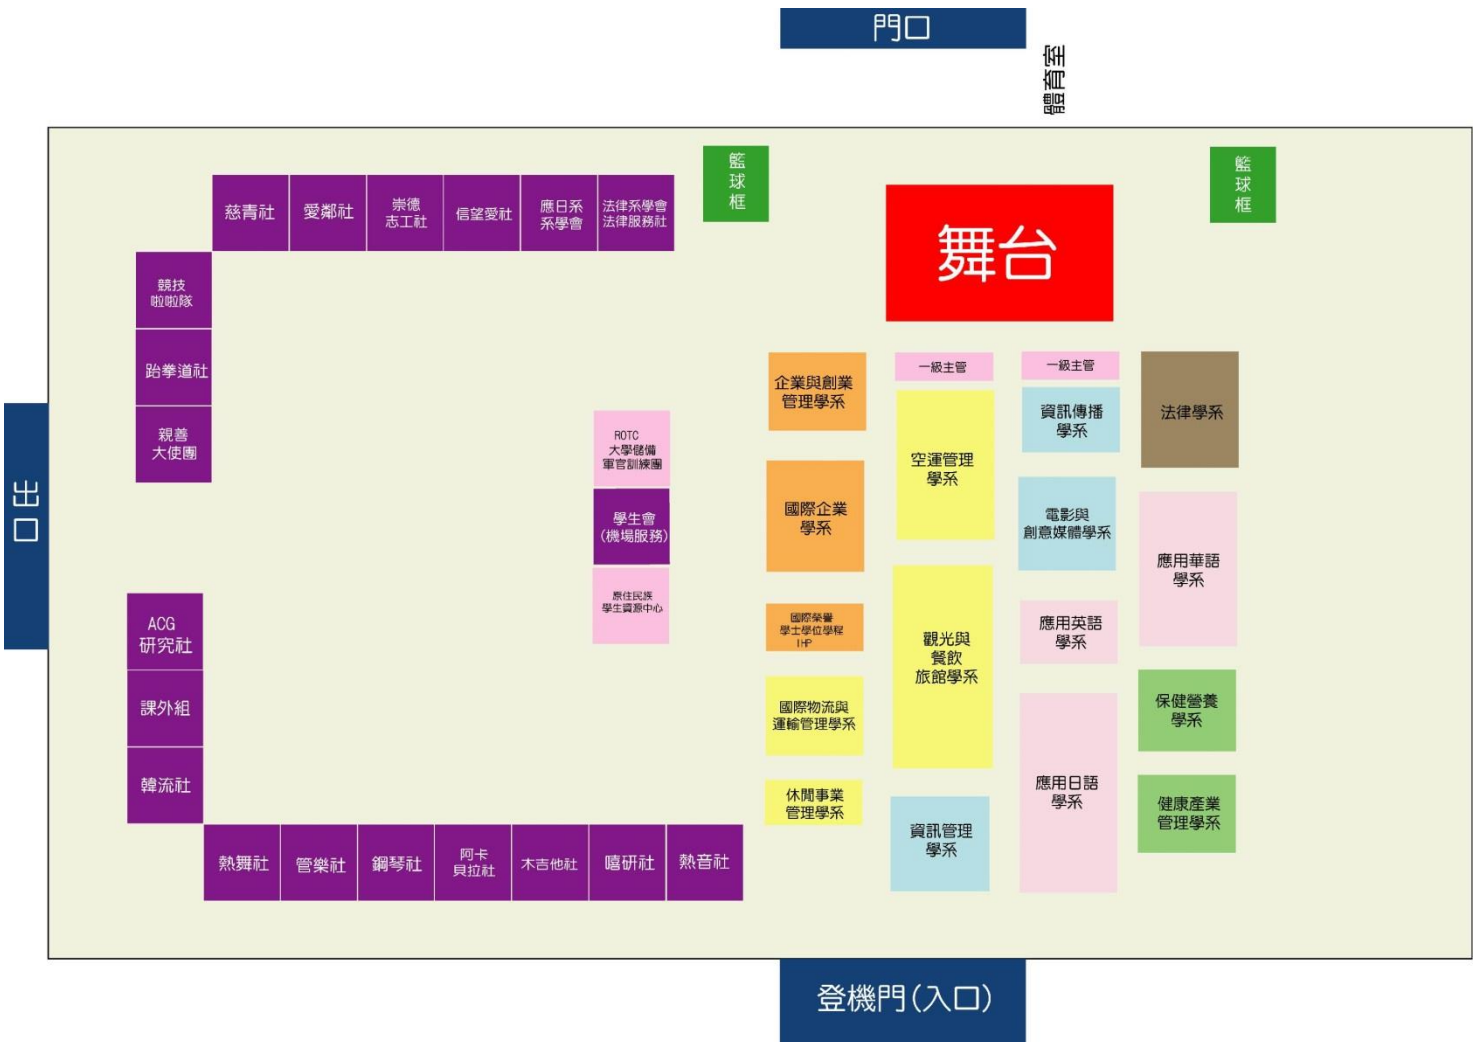 門口
體育室
籃
球
框
籃
球
框
慈青社
愛鄰社
崇德
志工社
信望愛社
應日系
系學會
法律系學會
法律服務社
舞台
競技
啦啦隊
跆拳道社
親善
大使團
出口
ROTC
大學儲備
軍官訓練團
學生會
(機場服務)
原住民族
學生資源中心
ACG
研究社
課外組
韓流社
熱舞社
管樂社
鋼琴社
阿卡
貝拉社
木吉他社
嘻研社
熱音社
企業與創業
管理學系
國際企業
學系
國際榮譽
學士學位學程
IHP
國際物流與
運輸管理學系
休閒事業
管理學系
一級主管
空運管理
學系
觀光與
餐飲
旅館學系
資訊管理
學系
一級主管
資訊傳播
學系
電影與
創意媒體學系
應用英語
學系
應用日語
學系
法律學系
應用華語
學系
保健營養
學系
健康產業
管理學系
登機門(入口)